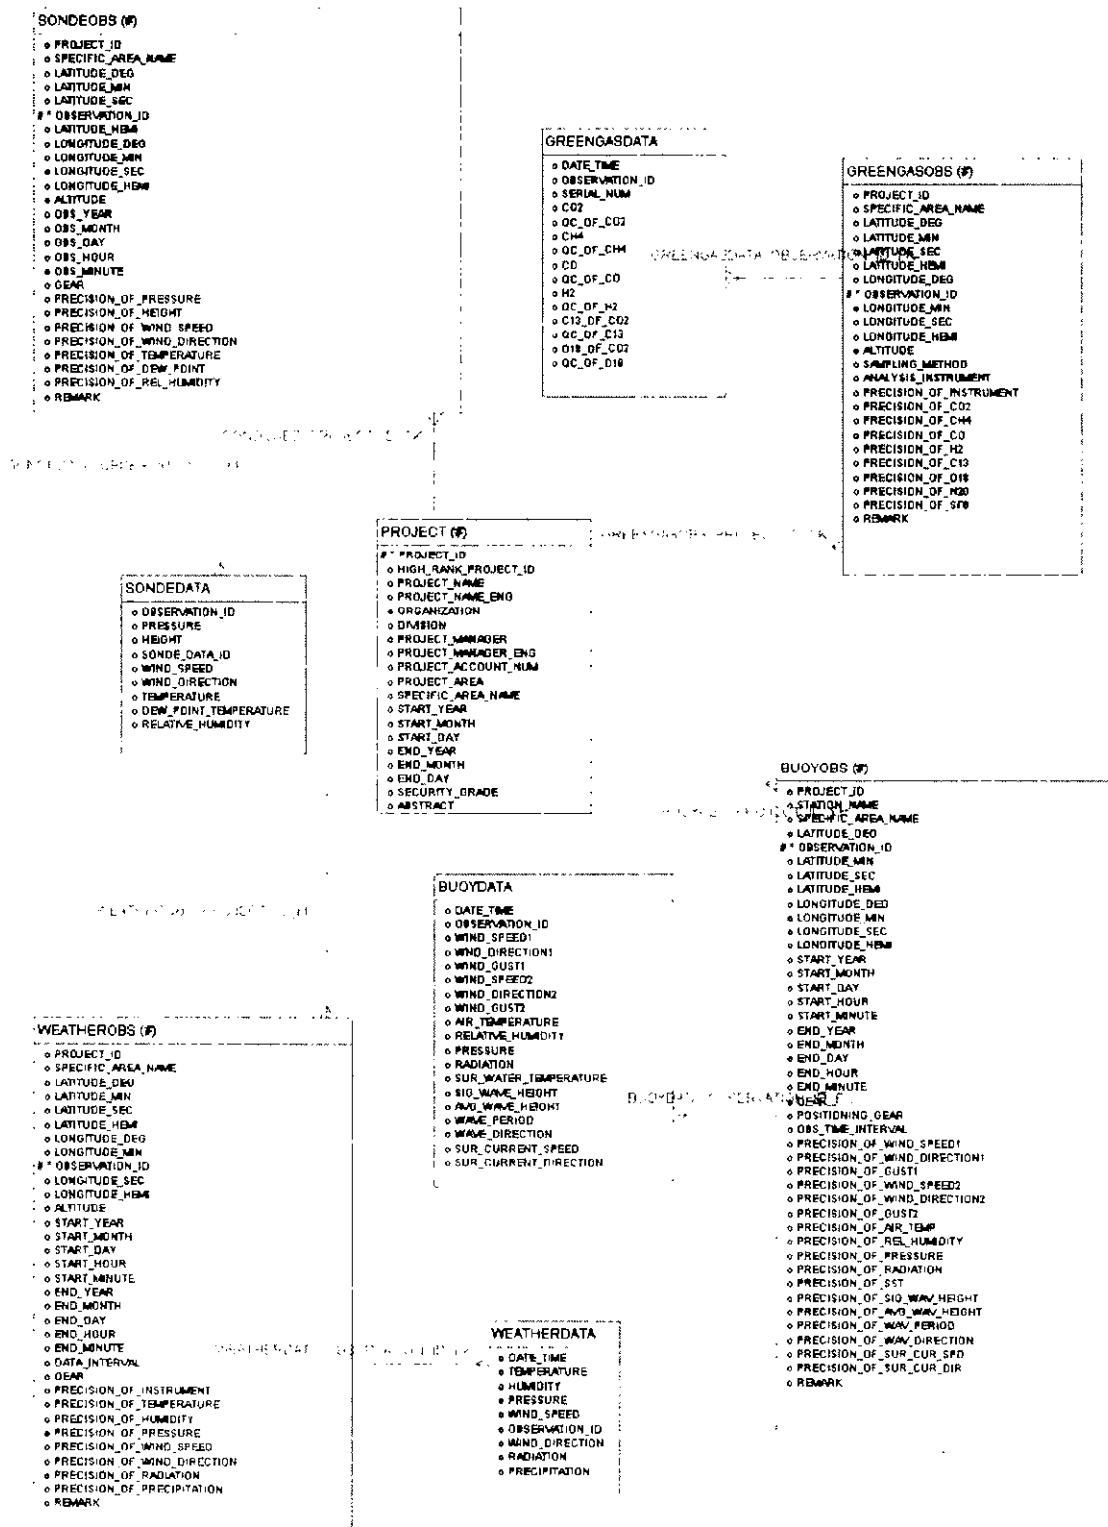 SONDEOBS (#)
o PROJECT_ID
o SPECIFIC_AREA_NAME
o LATITUDE_DEG
o LATITUDE_MIN
o LATITUDE_SEC
# * OBSERVATION_ID
o LATITUDE_HEMI
o LONGITUDE_DEG
o LONGITUDE_MIN
o LONGITUDE_SEC
o LONGITUDE_HEMI
o ALTITUDE
o OBS_YEAR
o OBS_MONTH
o OBS_DAY
o OBS_HOUR
o OBS_MINUTE
o GEAR
o PRECISION_OF_PRESSURE
o PRECISION_OF_HEIGHT
o PRECISION_OF_WIND_SPEED
o PRECISION_OF_WIND_DIRECTION
o PRECISION_OF_TEMPERATURE
o PRECISION_OF_DEW_POINT
o PRECISION_OF_REL_HUMIDITY
o REMARK
GREENGASDATA
o DATE_TIME
o OBSERVATION_ID
o SERIAL_NUM
o CO2
o QC_OF_CO2
o CH4
o QC_OF_CH4
o CO
o QC_OF_CO
o H2
o QC_OF_H2
o C13_OF_CO2
o QC_OF_C13
o O18_OF_CO2
o QC_OF_O18
GREENGASOBS (#)
o PROJECT_ID
o SPECIFIC_AREA_NAME
o LATITUDE_DEG
o LATITUDE_MIN
o LATITUDE_SEC
o LATITUDE_HEMI
o LONGITUDE_DEG
# * OBSERVATION_ID
o LONGITUDE_MIN
o LONGITUDE_SEC
o LONGITUDE_HEMI
o ALTITUDE
o SAMPLING_METHOD
o ANALYSIS_INSTRUMENT
o PRECISION_OF_INSTRUMENT
o PRECISION_OF_CO2
o PRECISION_OF_CH4
o PRECISION_OF_CO
o PRECISION_OF_H2
o PRECISION_OF_C13
o PRECISION_OF_O18
o PRECISION_OF_N2O
o PRECISION_OF_SF6
o REMARK
PROJECT (#)
# * PROJECT_ID
o HIGH_RANK_PROJECT_ID
o PROJECT_NAME
o PROJECT_NAME_ENG
o ORGANIZATION
o DIVISION
o PROJECT_MANAGER
o PROJECT_MANAGER_ENG
o PROJECT_ACCOUNT_NUM
o PROJECT_AREA
o SPECIFIC_AREA_NAME
o START_YEAR
o START_MONTH
o START_DAY
o END_YEAR
o END_MONTH
o END_DAY
o SECURITY_GRADE
o ABSTRACT
SONDEDATA
o OBSERVATION_ID
o PRESSURE
o HEIGHT
o SONDE_DATA_ID
o WIND_SPEED
o WIND_DIRECTION
o TEMPERATURE
o DEW_POINT_TEMPERATURE
o RELATIVE_HUMIDITY
BUOYOBS (#)
o PROJECT_ID
o STATION_NAME
o SPECIFIC_AREA_NAME
o LATITUDE_DEG
# * OBSERVATION_ID
o LATITUDE_MIN
o LATITUDE_SEC
o LATITUDE_HEMI
o LONGITUDE_DEG
o LONGITUDE_MIN
o LONGITUDE_SEC
o LONGITUDE_HEMI
o START_YEAR
o START_MONTH
o START_DAY
o START_HOUR
o START_MINUTE
o END_YEAR
o END_MONTH
o END_DAY
o END_HOUR
o END_MINUTE
o GEAR
o POSITIONING_GEAR
o OBS_TIME_INTERVAL
o PRECISION_OF_WIND_SPEED1
o PRECISION_OF_WIND_DIRECTION1
o PRECISION_OF_GUST1
o PRECISION_OF_WIND_SPEED2
o PRECISION_OF_WIND_DIRECTION2
o PRECISION_OF_GUST2
o PRECISION_OF_AIR_TEMP
o PRECISION_OF_REL_HUMIDITY
o PRECISION_OF_PRESSURE
o PRECISION_OF_RADIATION
o PRECISION_OF_SST
o PRECISION_OF_SIG_WAV_HEIGHT
o PRECISION_OF_AVG_WAV_HEIGHT
o PRECISION_OF_WAV_PERIOD
o PRECISION_OF_WAV_DIRECTION
o PRECISION_OF_SUR_CUR_SPD
o PRECISION_OF_SUR_CUR_DIR
o REMARK
BUOYDATA
o DATE_TIME
o OBSERVATION_ID
o WIND_SPEED1
o WIND_DIRECTION1
o WIND_GUST1
o WIND_SPEED2
o WIND_DIRECTION2
o WIND_GUST2
o AIR_TEMPERATURE
o RELATIVE_HUMIDITY
o PRESSURE
o RADIATION
o SUR_WATER_TEMPERATURE
o SIG_WAVE_HEIGHT
o AVG_WAVE_HEIGHT
o WAVE_PERIOD
o WAVE_DIRECTION
o SUR_CURRENT_SPEED
o SUR_CURRENT_DIRECTION
WEATHEROBS (#)
o PROJECT_ID
o SPECIFIC_AREA_NAME
o LATITUDE_DEG
o LATITUDE_MIN
o LATITUDE_SEC
o LATITUDE_HEMI
o LONGITUDE_DEG
o LONGITUDE_MIN
# * OBSERVATION_ID
o LONGITUDE_SEC
o LONGITUDE_HEMI
o ALTITUDE
o START_YEAR
o START_MONTH
o START_DAY
o START_HOUR
o START_MINUTE
o END_YEAR
o END_MONTH
o END_DAY
o END_HOUR
o END_MINUTE
o DATA_INTERVAL
o GEAR
o PRECISION_OF_INSTRUMENT
o PRECISION_OF_TEMPERATURE
o PRECISION_OF_HUMIDITY
o PRECISION_OF_PRESSURE
o PRECISION_OF_WIND_SPEED
o PRECISION_OF_WIND_DIRECTION
o PRECISION_OF_RADIATION
o PRECISION_OF_PRECIPITATION
o REMARK
WEATHERDATA
o DATE_TIME
o TEMPERATURE
o HUMIDITY
o PRESSURE
o WIND_SPEED
o OBSERVATION_ID
o WIND_DIRECTION
o RADIATION
o PRECIPITATION